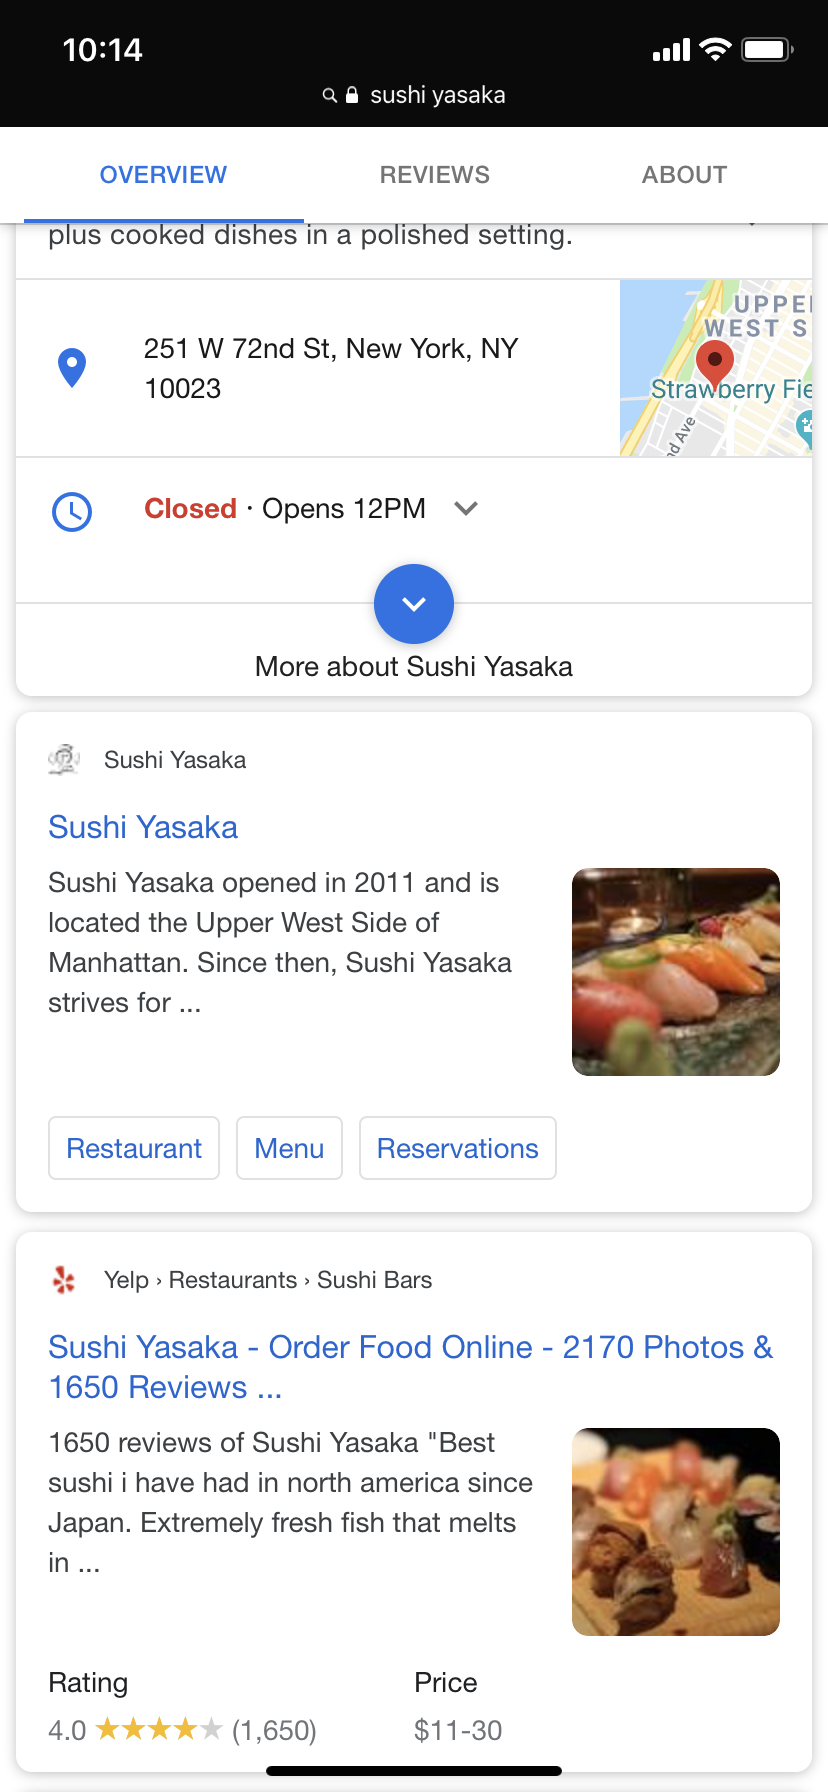 10:14
sushi yasaka
OVERVIEW REVIEWS ABOUT
plus cooked dishes in a polished setting.
251 W 72nd St, New York, NY
10023
UPPE
WEST S
Strawberry Fie
nd Ave
Closed · Opens 12PM
More about Sushi Yasaka
Sushi Yasaka
Sushi Yasaka
Sushi Yasaka opened in 2011 and is
located the Upper West Side of
Manhattan. Since then, Sushi Yasaka
strives for ...
Restaurant Menu Reservations
Yelp › Restaurants › Sushi Bars
Sushi Yasaka - Order Food Online - 2170 Photos &
1650 Reviews ...
1650 reviews of Sushi Yasaka "Best
sushi i have had in north america since
Japan. Extremely fresh fish that melts
in ...
Rating Price
4.0 (1,650) $11-30